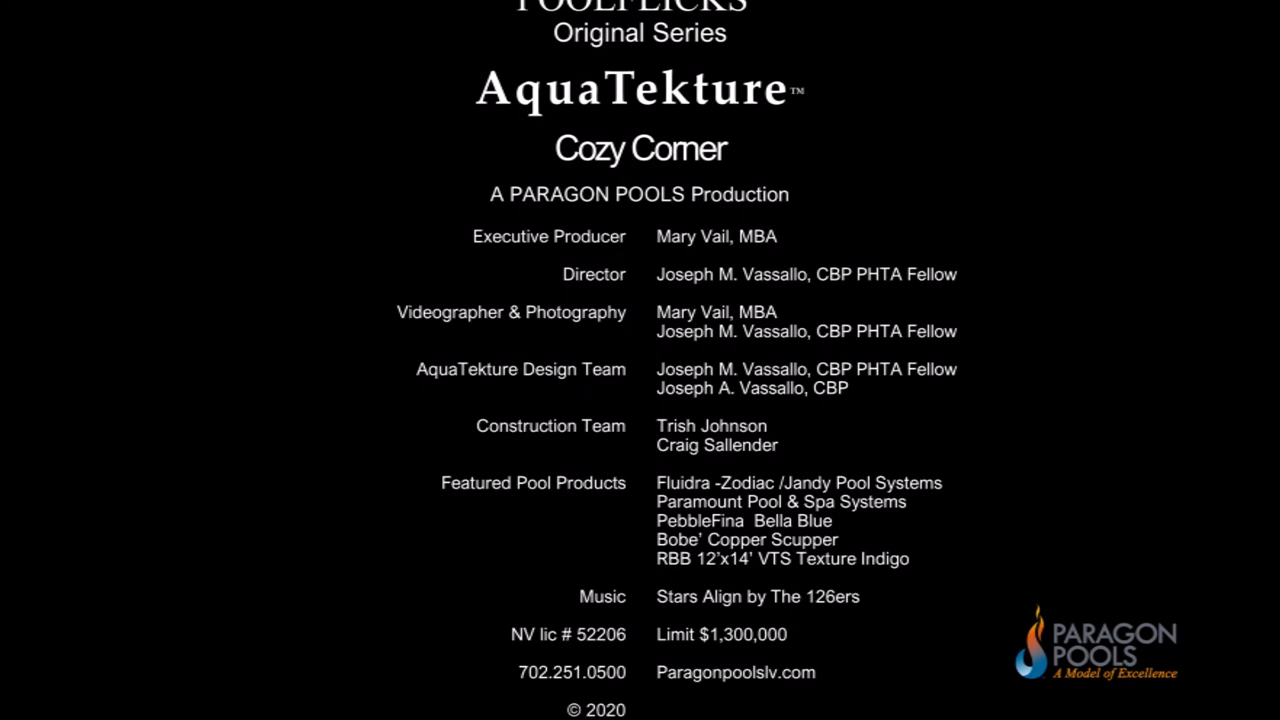 POOLFLICKS
Original Series
AquaTekture™
Cozy Corner
A PARAGON POOLS Production
Executive Producer Mary Vail, MBA
Director Joseph M. Vassallo, CBP PHTA Fellow
Videographer & Photography Mary Vail, MBA
Joseph M. Vassallo, CBP PHTA Fellow
AquaTekture Design Team Joseph M. Vassallo, CBP PHTA Fellow
Joseph A. Vassallo, CBP
Construction Team Trish Johnson
Craig Sallender
Featured Pool Products Fluidra -Zodiac /Jandy Pool Systems
Paramount Pool & Spa Systems
PebbleFina  Bella Blue
Bobe’ Copper Scupper
RBB 12’x14’ VTS Texture Indigo
Music Stars Align by The 126ers
NV lic # 52206 Limit $1,300,000
702.251.0500 Paragonpoolslv.com
© 2020
PARAGON
POOLS
A Model of Excellence